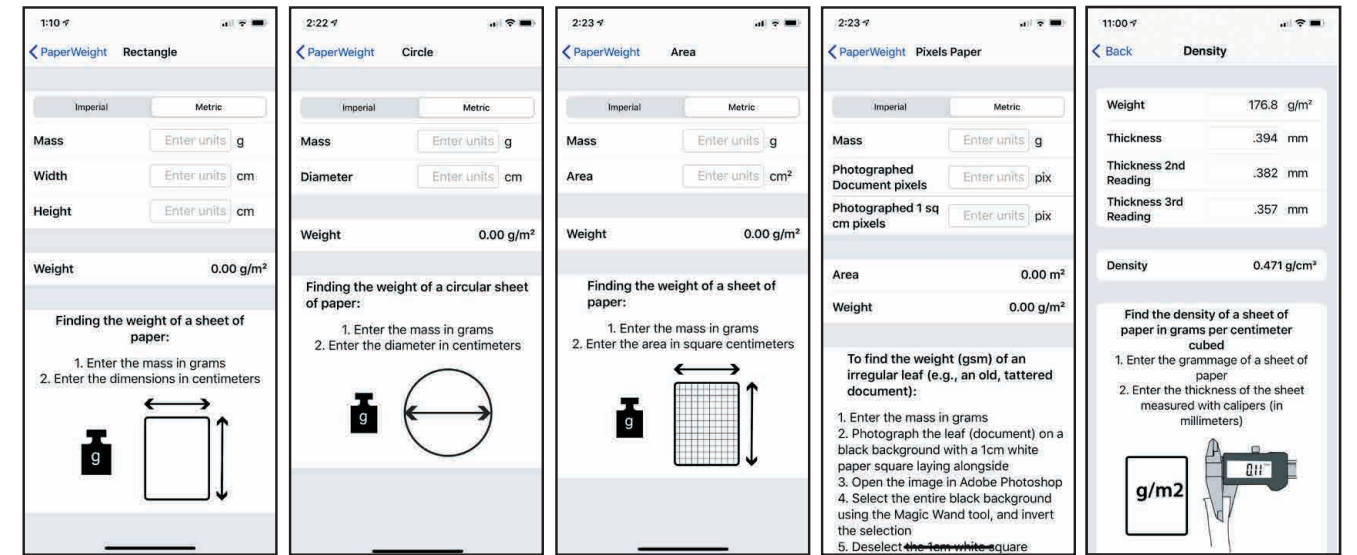 1:10
PaperWeight Rectangle
Imperial Metric
Mass Enter units g
Width Enter units cm
Height Enter units cm
Weight 0.00 g/m²
Finding the weight of a sheet of
paper:
1. Enter the mass in grams
2. Enter the dimensions in centimeters
g
2:22
PaperWeight Circle
Imperial Metric
Mass Enter units g
Diameter Enter units cm
Weight 0.00 g/m²
Finding the weight of a circular sheet
of paper:
1. Enter the mass in grams
2. Enter the diameter in centimeters
g
2:23
PaperWeight Area
Imperial Metric
Mass Enter units g
Area Enter units cm²
Weight 0.00 g/m²
Finding the weight of a sheet of
paper:
1. Enter the mass in grams
2. Enter the area in square centimeters
g
2:23
PaperWeight Pixels Paper
Imperial Metric
Mass Enter units g
Photographed
Document pixels Enter units pix
Photographed 1 sq
cm pixels Enter units pix
Area 0.00 m²
Weight 0.00 g/m²
To find the weight (gsm) of an
irregular leaf (e.g., an old, tattered
document):
1. Enter the mass in grams
2. Photograph the leaf (document) on a
black background with a 1cm white
paper square laying alongside
3. Open the image in Adobe Photoshop
4. Select the entire black background
using the Magic Wand tool, and invert
the selection
5. Deselect the 1cm white square
11:00
Back Density
Weight 176.8 g/m²
Thickness .394 mm
Thickness 2nd
Reading .382 mm
Thickness 3rd
Reading .357 mm
Density 0.471 g/cm³
Find the density of a sheet of
paper in grams per centimeter
cubed
1. Enter the grammage of a sheet of
paper
2. Enter the thickness of the sheet
measured with calipers (in
millimeters)
g/m2
0.11